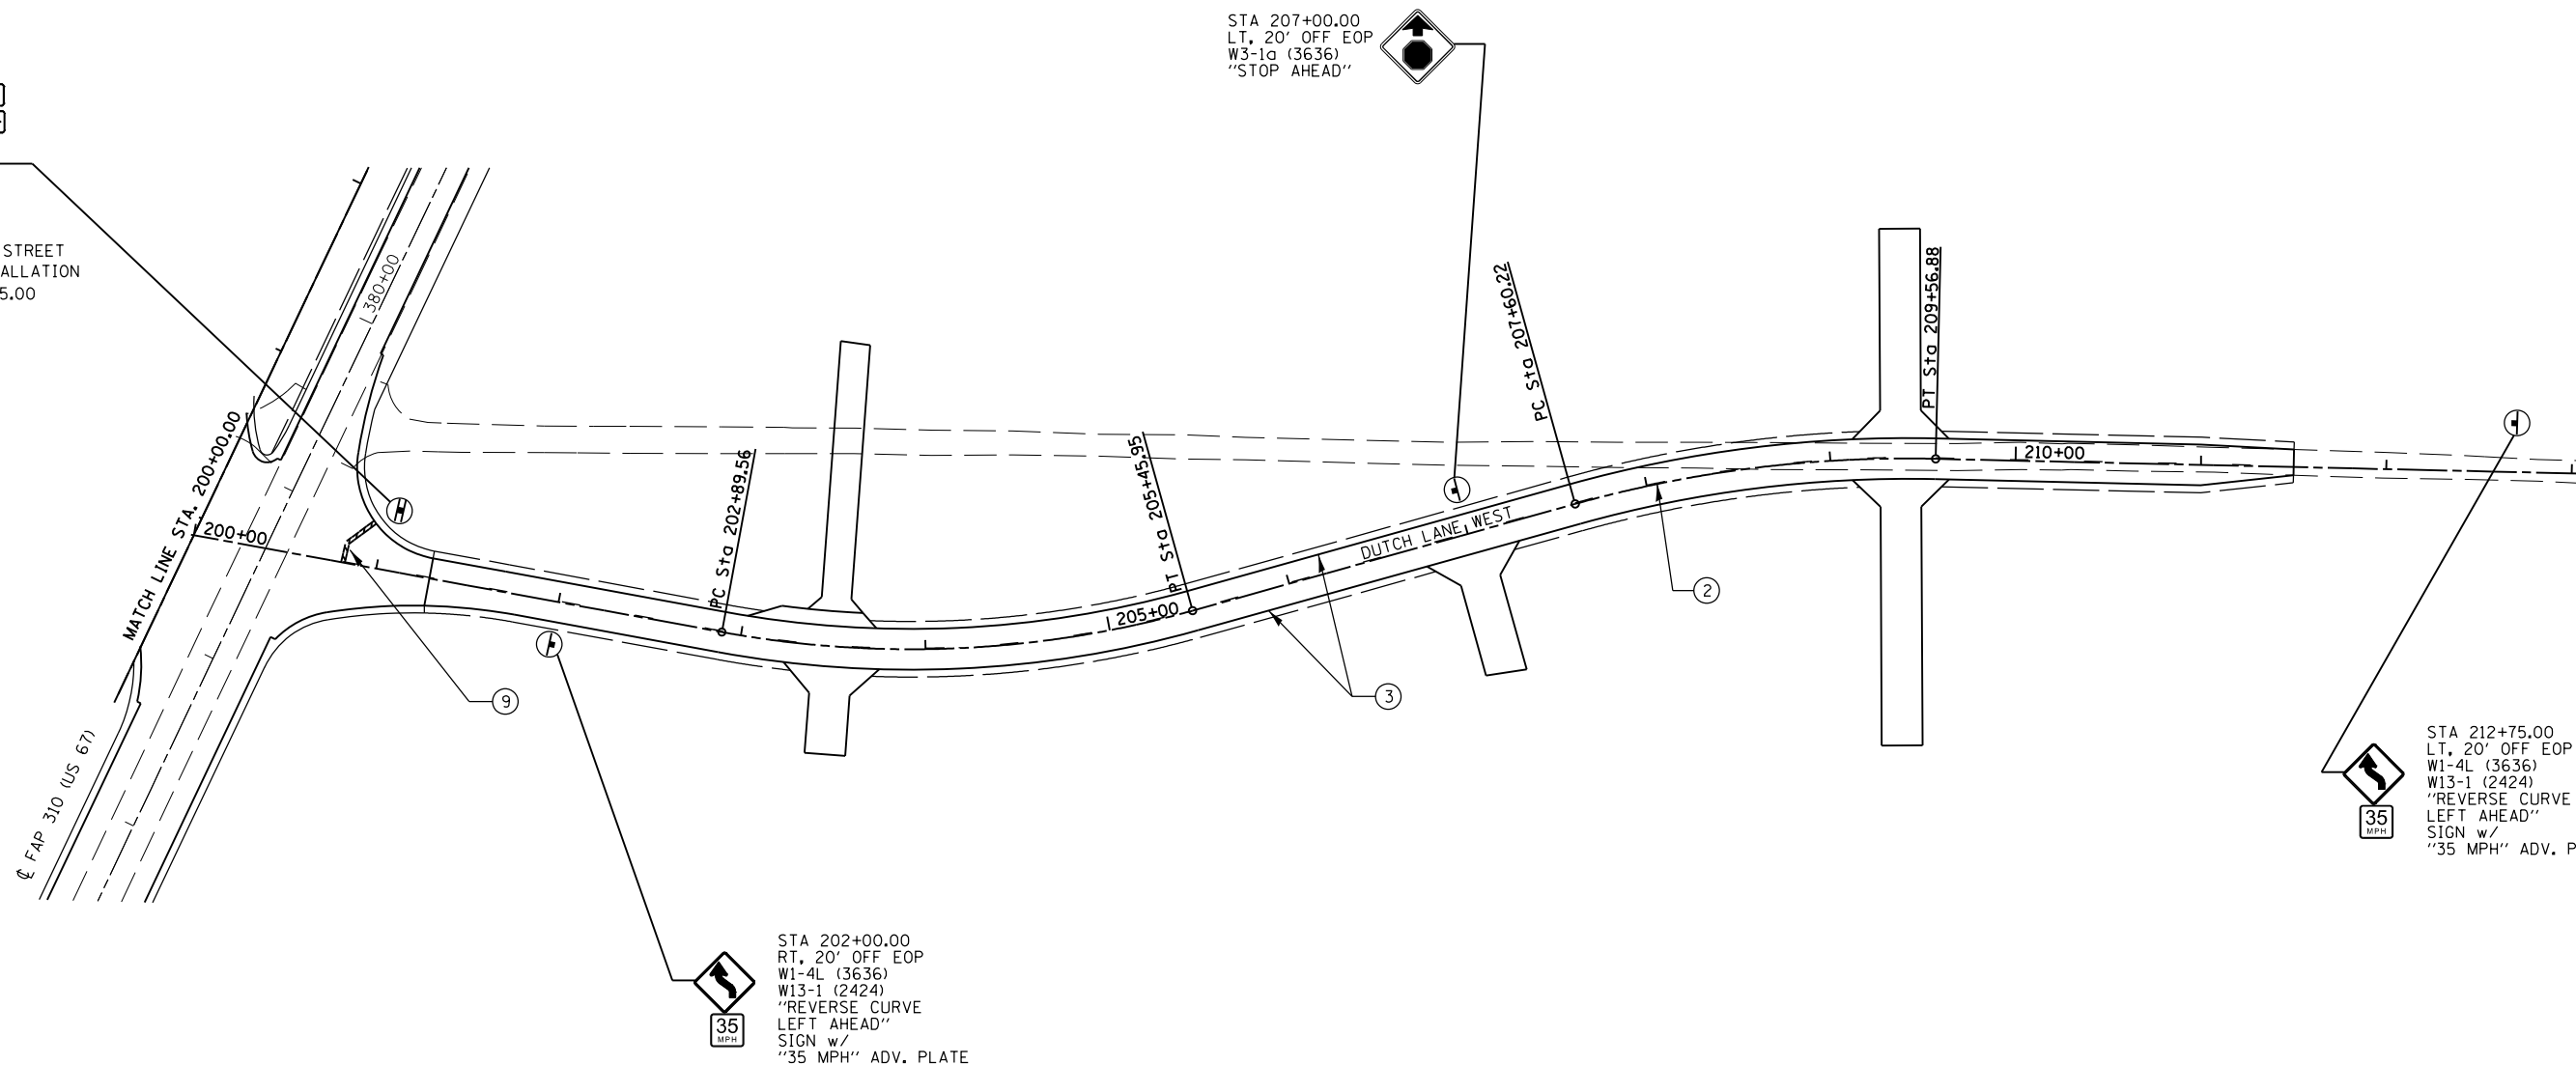 STA 207+00.00
LT, 20' OFF EOP
W3-1a (3636)
"STOP AHEAD"
STREET
ALLATION
5.00
L380+00
MATCH LINE STA. 200+00.00
200+00
PC Sta 202+89.56
PT Sta 205+45.95
205+00
DUTCH LANE WEST
PC Sta 207+60.22
PT Sta 209+56.88
210+00
2
3
9
℄ FAP 310 (US 67)
STA 202+00.00
RT, 20' OFF EOP
W1-4L (3636)
W13-1 (2424)
"REVERSE CURVE
LEFT AHEAD"
SIGN w/
"35 MPH" ADV. PLATE
35
MPH
STA 212+75.00
LT, 20' OFF EOP
W1-4L (3636)
W13-1 (2424)
"REVERSE CURVE
LEFT AHEAD"
SIGN w/
"35 MPH" ADV. P
35
MPH